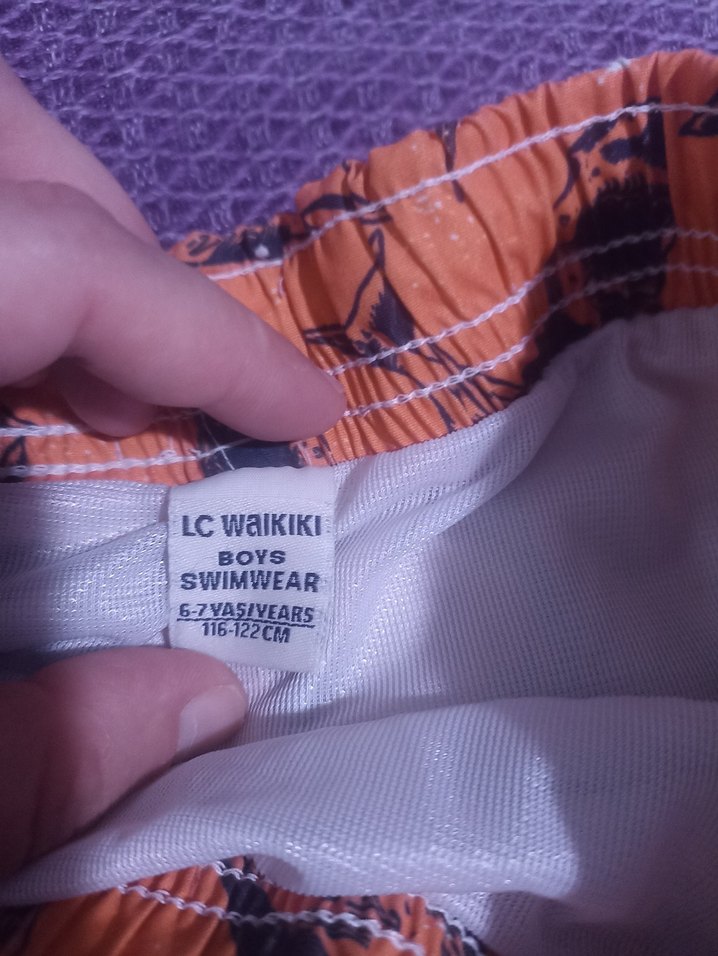 LC WaiKIKI
BOYS
SWIMWEAR
6-7 YAŞ/YEARS
116-122 CM